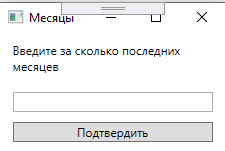 Месяцы
Введите за сколько последних
месяцев
Подтвердить